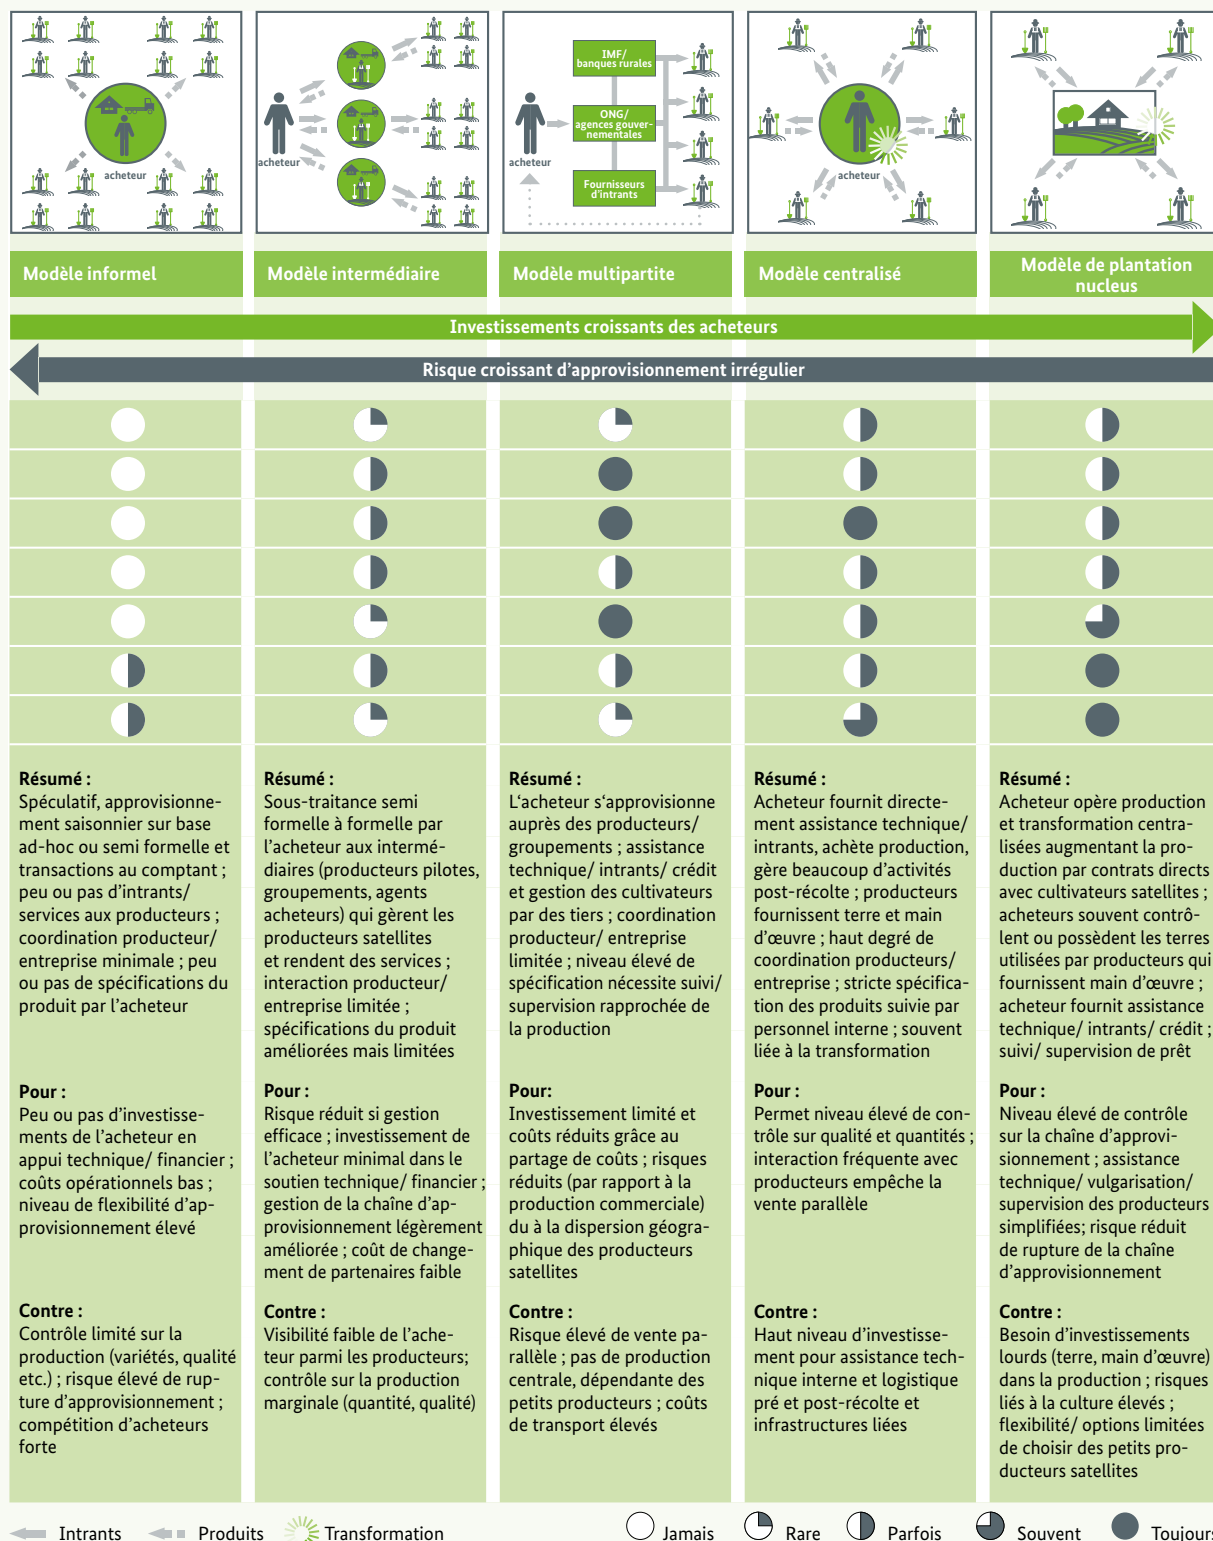 acheteur
acheteur
IMF/
banques rurales
ONG/
agences gouver-
nementales
Fournisseurs
d'intrants
acheteur
acheteur
Modèle informel
Modèle intermédiaire
Modèle multipartite
Modèle centralisé
Modèle de plantation
nucleus
Investissements croissants des acheteurs
Risque croissant d'approvisionnement irrégulier
Résumé :
Spéculatif, approvisionne-
ment saisonnier sur base
ad-hoc ou semi formelle et
transactions au comptant ;
peu ou pas d'intrants/
services aux producteurs ;
coordination producteur/
entreprise minimale ; peu
ou pas de spécifications du
produit par l'acheteur
Pour :
Peu ou pas d'investisse-
ments de l'acheteur en
appui technique/ financier ;
coûts opérationnels bas ;
niveau de flexibilité d'ap-
provisionnement élevé
Contre :
Contrôle limité sur la
production (variétés, qualité
etc.) ; risque élevé de rup-
ture d'approvisionnement ;
compétition d'acheteurs
forte
Résumé :
Sous-traitance semi
formelle à formelle par
l'acheteur aux intermé-
diaires (producteurs pilotes,
groupements, agents
acheteurs) qui gèrent les
producteurs satellites
et rendent des services ;
interaction producteur/
entreprise limitée ;
spécifications du produit
améliorées mais limitées
Pour :
Risque réduit si gestion
efficace ; investissement de
l'acheteur minimal dans le
soutien technique/ financier ;
gestion de la chaîne d'ap-
provisionnement légèrement
améliorée ; coût de change-
ment de partenaires faible
Contre :
Visibilité faible de l'ache-
teur parmi les producteurs;
contrôle sur la production
marginale (quantité, qualité)
Résumé :
L'acheteur s'approvisionne
auprès des producteurs/
groupements ; assistance
technique/ intrants/ crédit
et gestion des cultivateurs
par des tiers ; coordination
producteur/ entreprise
limitée ; niveau élevé de
spécification nécessite suivi/
supervision rapprochée de
la production
Pour:
Investissement limité et
coûts réduits grâce au
partage de coûts ; risques
réduits (par rapport à la
production commerciale)
du à la dispersion géogra-
phique des producteurs
satellites
Contre :
Risque élevé de vente pa-
rallèle ; pas de production
centrale, dépendante des
petits producteurs ; coûts
de transport élevés
Résumé :
Acheteur fournit directe-
ment assistance technique/
intrants, achète production,
gère beaucoup d'activités
post-récolte ; producteurs
fournissent terre et main
d'œuvre ; haut degré de
coordination producteurs/
entreprise ; stricte spécifica-
tion des produits suivie par
personnel interne ; souvent
liée à la transformation
Pour :
Permet niveau élevé de con-
trôle sur qualité et quantités ;
interaction fréquente avec
producteurs empêche la
vente parallèle
Contre :
Haut niveau d'investisse-
ment pour assistance tech-
nique interne et logistique
pré et post-récolte et
infrastructures liées
Résumé :
Acheteur opère production
et transformation centra-
lisées augmentant la pro-
duction par contrats directs
avec cultivateurs satellites ;
acheteurs souvent contrô-
lent ou possèdent les terres
utilisées par producteurs qui
fournissent main d'œuvre ;
acheteur fournit assistance
technique/ intrants/ crédit ;
suivi/ supervision de prêt
Pour :
Niveau élevé de contrôle
sur la chaîne d'approvi-
sionnement ; assistance
technique/ vulgarisation/
supervision des producteurs
simplifiées; risque réduit
de rupture de la chaîne
d'approvisionnement
Contre :
Besoin d'investissements
lourds (terre, main d'œuvre)
dans la production ; risques
liés à la culture élevés ;
flexibilité/ options limitées
de choisir des petits pro-
ducteurs satellites
Intrants Produits Transformation Jamais Rare Parfois Souvent Toujours